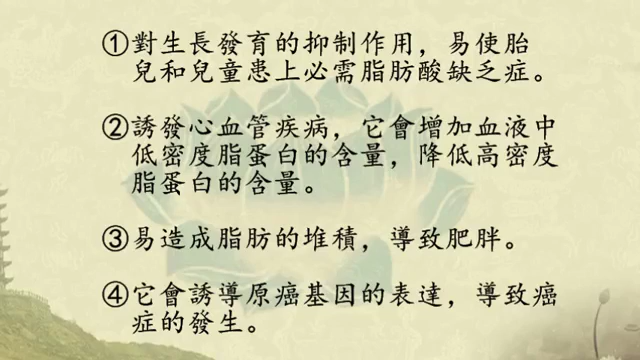 ①對生長發育的抑制作用，易使胎
兒和兒童患上必需脂肪酸缺乏症。
②誘發心血管疾病，它會增加血液中
低密度脂蛋白的含量，降低高密度
脂蛋白的含量。
③易造成脂肪的堆積，導致肥胖。
④它會誘導原癌基因的表達，導致癌
症的發生。